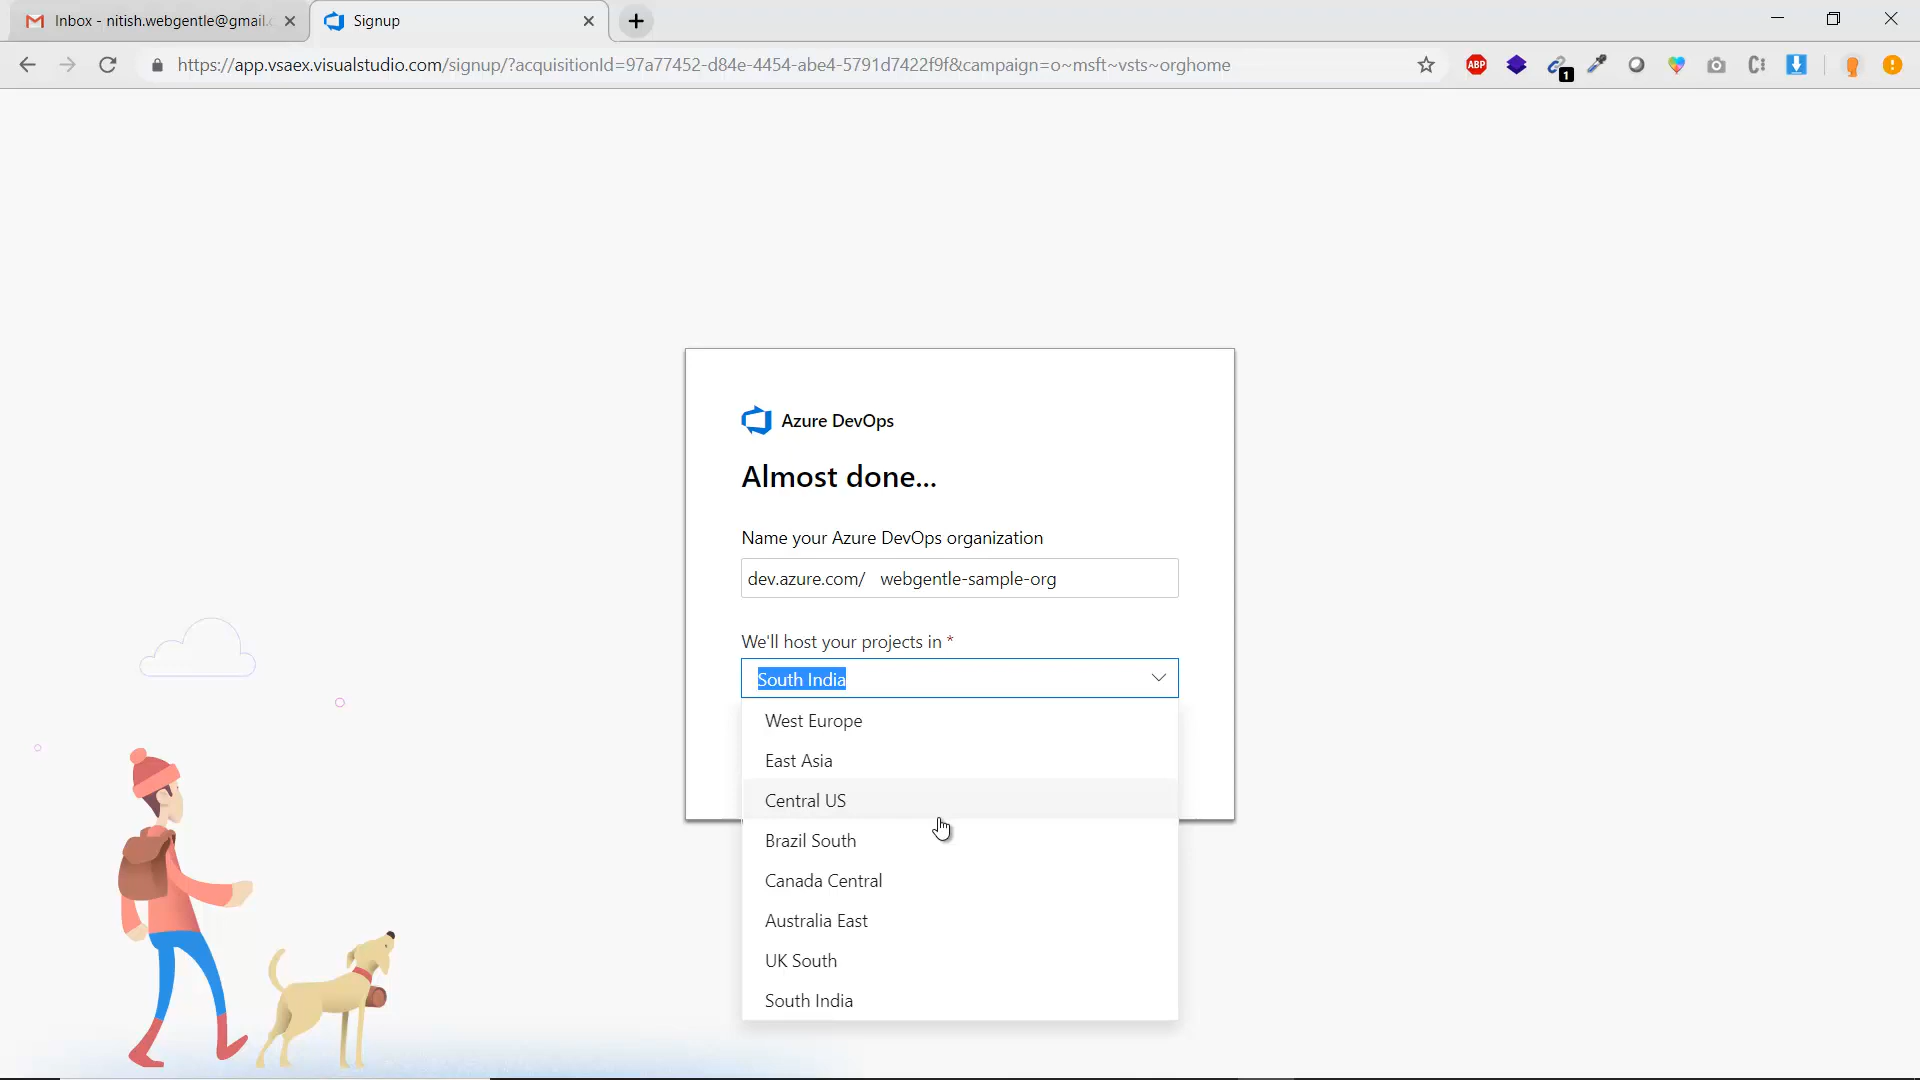 Inbox - nitish.webgentle@gmail.c
Signup
https://app.vsaex.visualstudio.com/signup/?acquisitionId=97a77452-d84e-4454-abe4-5791d7422f9f&campaign=o~msft~vsts~orghome
ABP
1
Azure DevOps
Almost done...
Name your Azure DevOps organization
dev.azure.com/ webgentle-sample-org
We'll host your projects in *
South India
West Europe
East Asia
Central US
Brazil South
Canada Central
Australia East
UK South
South India